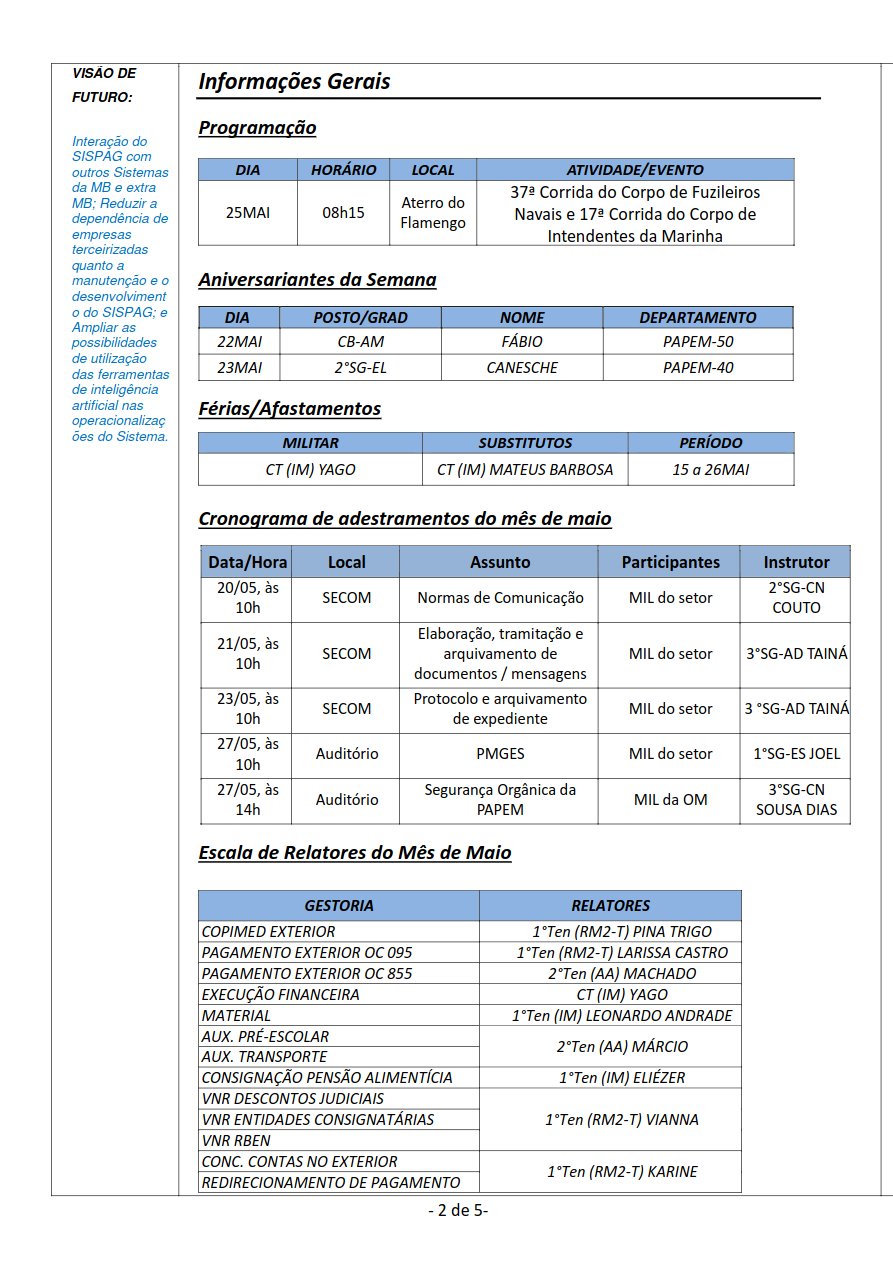 VISÃO DE
FUTURO:
Interação do
SISPAG com
outros Sistemas
da MB e extra
MB; Reduzir a
dependência de
empresas
terceirizadas
quanto a
manutenção e o
desenvolviment
o do SISPAG; e
Ampliar as
possibilidades
de utilização
das ferramentas
de inteligência
artificial nas
operacionalizaç
ões do Sistema.
Informações Gerais
Programação
DIA HORÁRIO LOCAL ATIVIDADE/EVENTO
25MAI 08h15 Aterro do Flamengo 37ª Corrida do Corpo de Fuzileiros
Navais e 17ª Corrida do Corpo de
Intendentes da Marinha
Aniversariantes da Semana
DIA POSTO/GRAD NOME DEPARTAMENTO
22MAI CB-AM FÁBIO PAPEM-50
23MAI 2°SG-EL CANESCHE PAPEM-40
Férias/Afastamentos
MILITAR SUBSTITUTOS PERÍODO
CT (IM) YAGO CT (IM) MATEUS BARBOSA 15 a 26MAI
Cronograma de adestramentos do mês de maio
Data/Hora Local Assunto Participantes Instrutor
20/05, às
10h SECOM Normas de Comunicação MIL do setor 2°SG-CN
COUTO
21/05, às
10h SECOM Elaboração, tramitação e
arquivamento de
documentos / mensagens MIL do setor 3°SG-AD TAINÁ
23/05, às
10h SECOM Protocolo e arquivamento
de expediente MIL do setor 3 °SG-AD TAINÁ
27/05, às
10h Auditório PMGES MIL do setor 1°SG-ES JOEL
27/05, às
14h Auditório Segurança Orgânica da
PAPEM MIL da OM 3°SG-CN
SOUSA DIAS
Escala de Relatores do Mês de Maio
GESTORIA RELATORES
COPIMED EXTERIOR 1°Ten (RM2-T) PINA TRIGO
PAGAMENTO EXTERIOR OC 095 1°Ten (RM2-T) LARISSA CASTRO
PAGAMENTO EXTERIOR OC 855 2°Ten (AA) MACHADO
EXECUÇÃO FINANCEIRA CT (IM) YAGO
MATERIAL 1°Ten (IM) LEONARDO ANDRADE
AUX. PRÉ-ESCOLAR
AUX. TRANSPORTE 2°Ten (AA) MÁRCIO
CONSIGNAÇÃO PENSÃO ALIMENTÍCIA 1°Ten (IM) ELIÉZER
VNR DESCONTOS JUDICIAIS
VNR ENTIDADES CONSIGNATÁRIAS 1°Ten (RM2-T) VIANNA
VNR RBEN
CONC. CONTAS NO EXTERIOR
REDIRECIONAMENTO DE PAGAMENTO 1°Ten (RM2-T) KARINE
- 2 de 5-